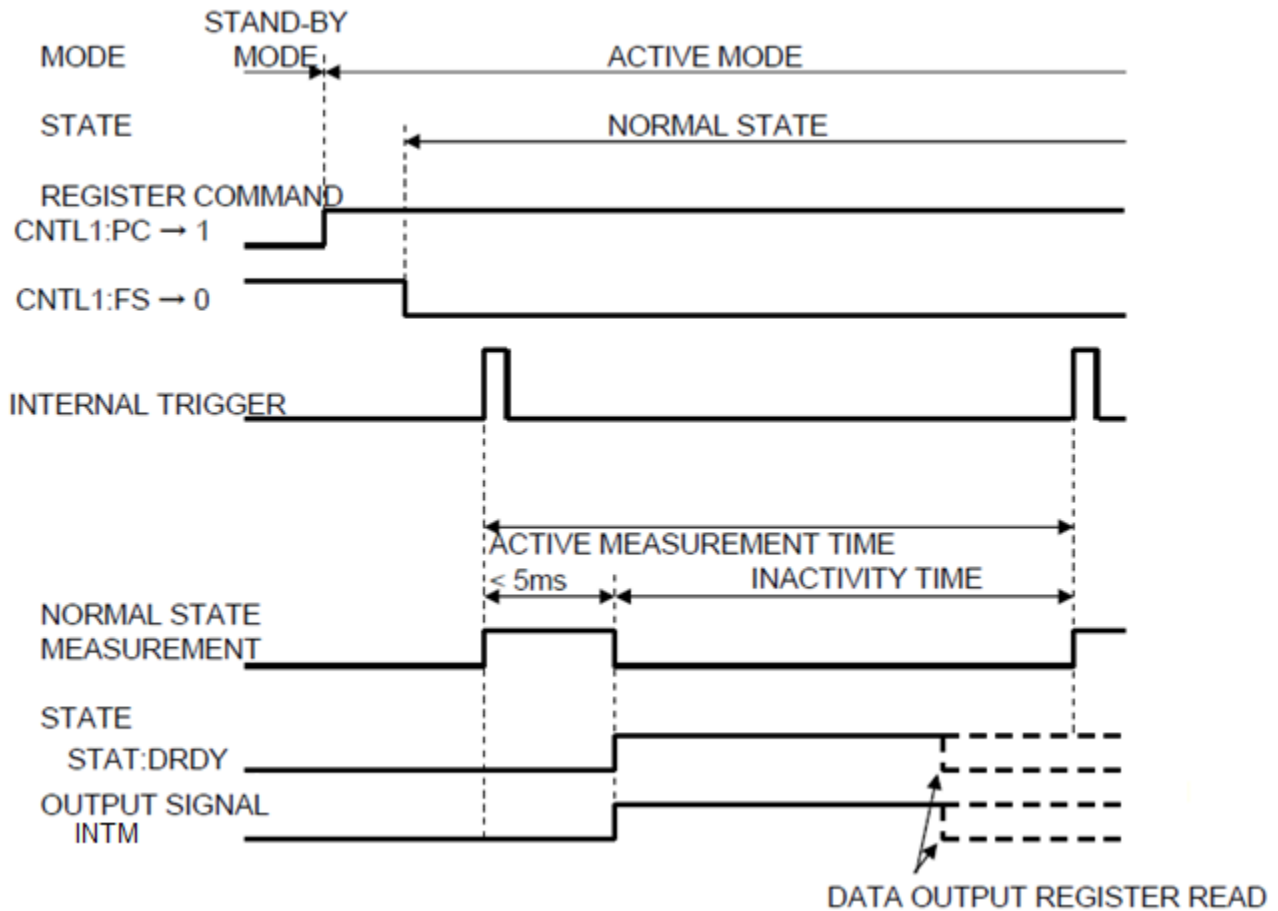 STAND-BY
MODE MODE ACTIVE MODE
STATE NORMAL STATE
REGISTER COMMAND
CNTL1:PC → 1
CNTL1:FS → 0
INTERNAL TRIGGER
ACTIVE MEASUREMENT TIME
< 5ms INACTIVITY TIME
NORMAL STATE
MEASUREMENT
STATE
STAT:DRDY
OUTPUT SIGNAL
INTM
DATA OUTPUT REGISTER READ